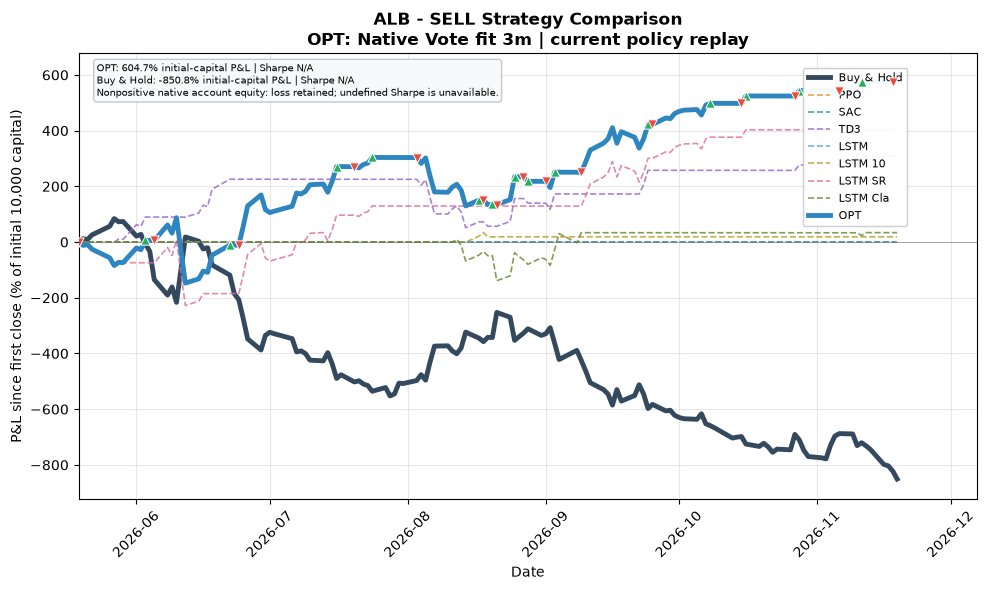 ALB - SELL Strategy Comparison
OPT: Native Vote fit 3m | current policy replay
OPT: 604.7% initial-capital P&L | Sharpe N/A
Buy & Hold: -850.8% initial-capital P&L | Sharpe N/A
Nonpositive native account equity: loss retained; undefined Sharpe is unavailable.
Buy & Hold
PPO
SAC
TD3
LSTM
LSTM 10
LSTM SR
LSTM Cla
OPT
P&L since first close (% of initial 10,000 capital)
600
400
200
0
−200
−400
−600
−800
2026-06
2026-07
2026-08
2026-09
2026-10
2026-11
2026-12
Date